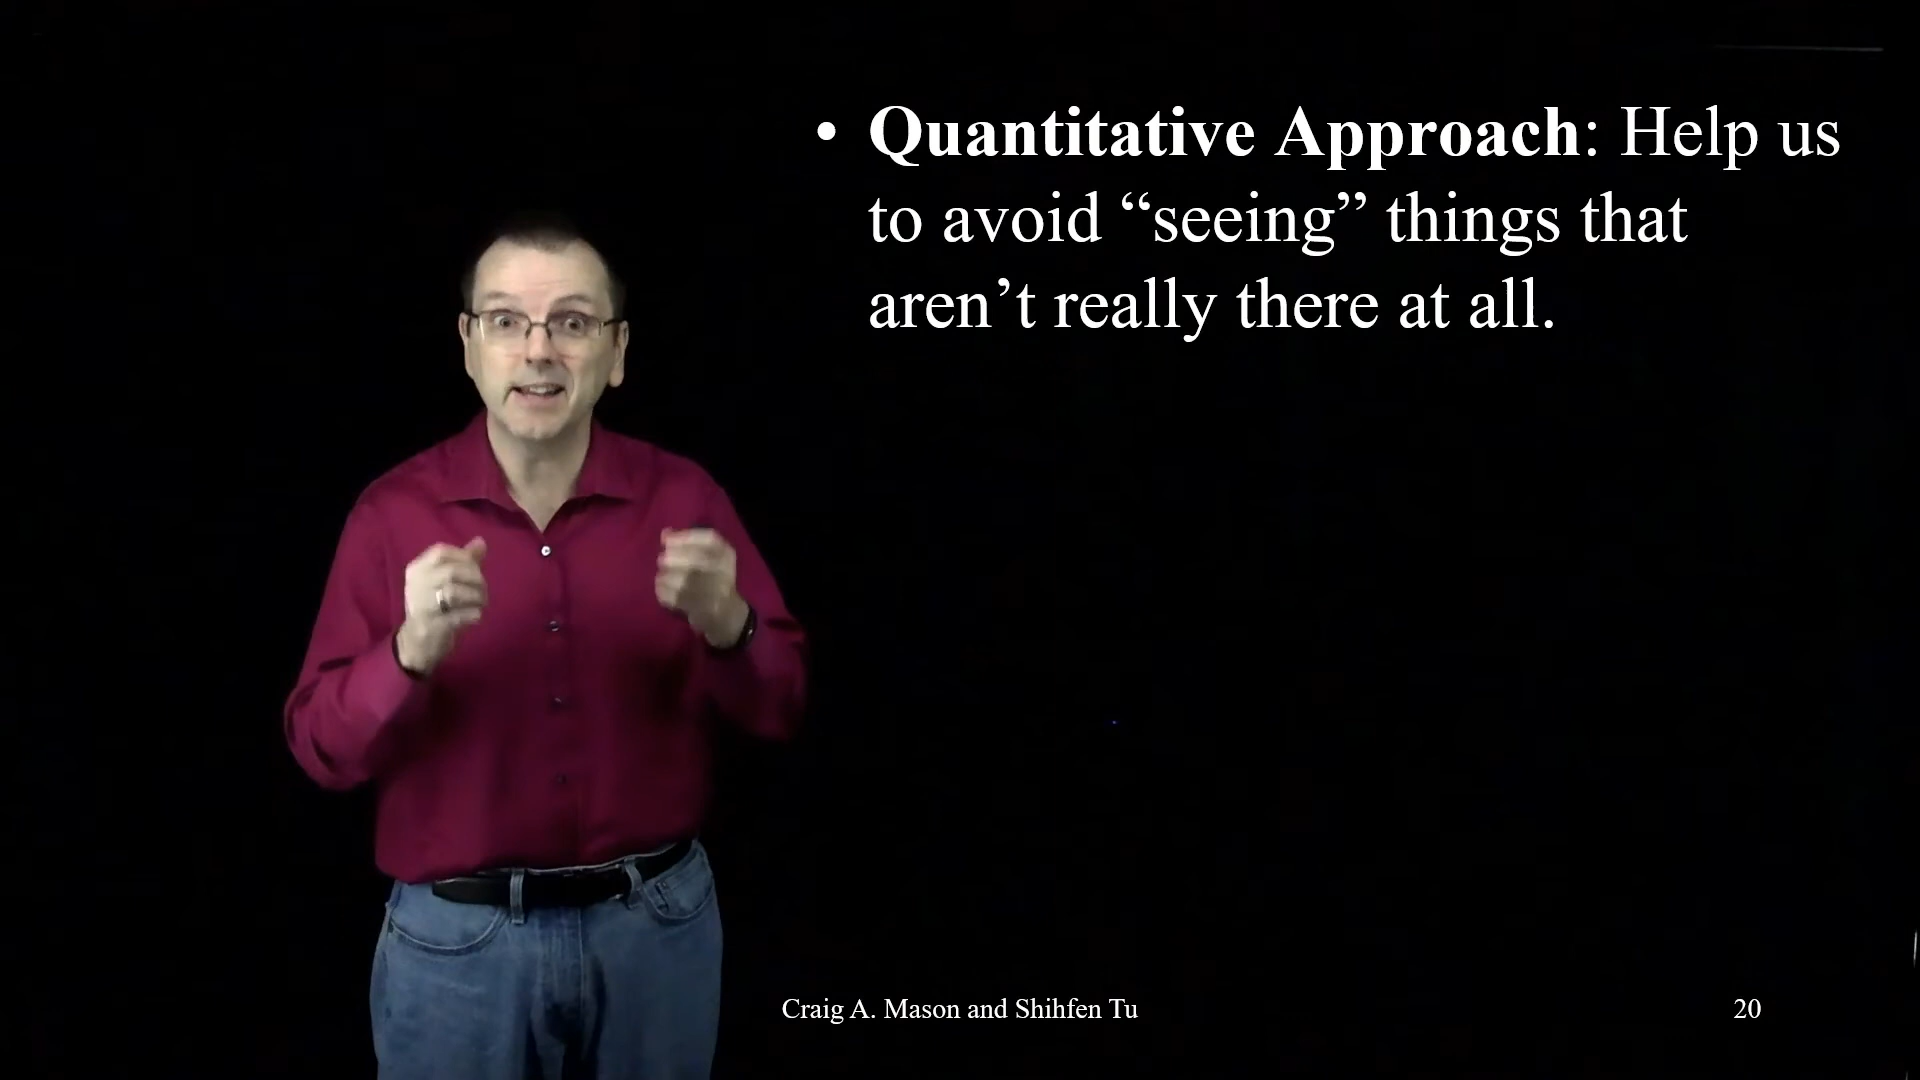 • Quantitative Approach: Help us
to avoid “seeing” things that
aren’t really there at all.
Craig A. Mason and Shihfen Tu
20